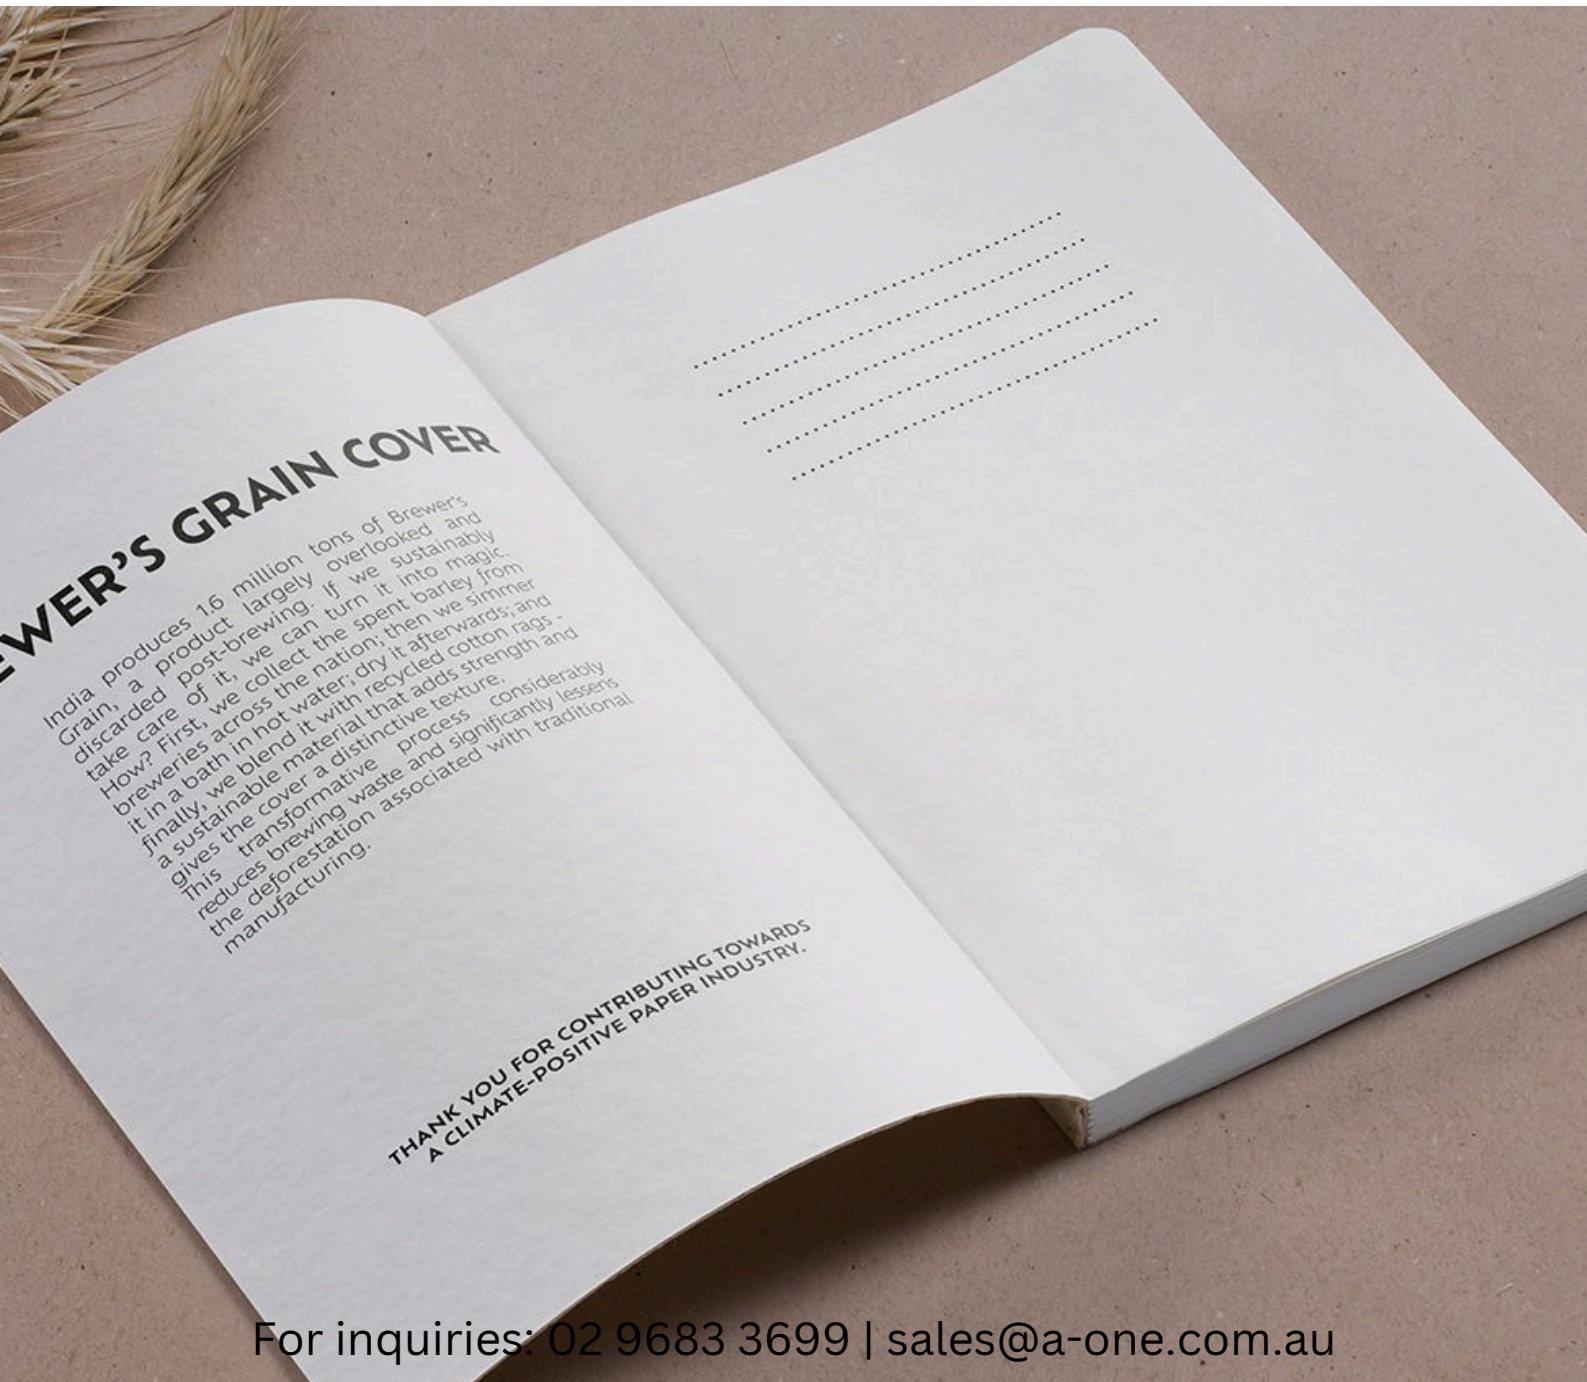 EWER'S GRAIN COVER
India produces 1.6 million tons of Brewer's
Grain, a product largely overlooked and
discarded post-brewing. If we sustainably
take care of it, we can turn it into magic.
How? First, we collect the spent barley from
breweries across the nation; then we simmer
it in a bath in hot water; dry it afterwards; and
finally, we blend it with recycled cotton rags -
a sustainable material that adds strength and
gives the cover a distinctive texture.
This transformative process considerably
reduces brewing waste and significantly lessens
the deforestation associated with traditional
manufacturing.
THANK YOU FOR CONTRIBUTING TOWARDS
A CLIMATE-POSITIVE PAPER INDUSTRY.
For inquiries: 02 9683 3699 | sales@a-one.com.au